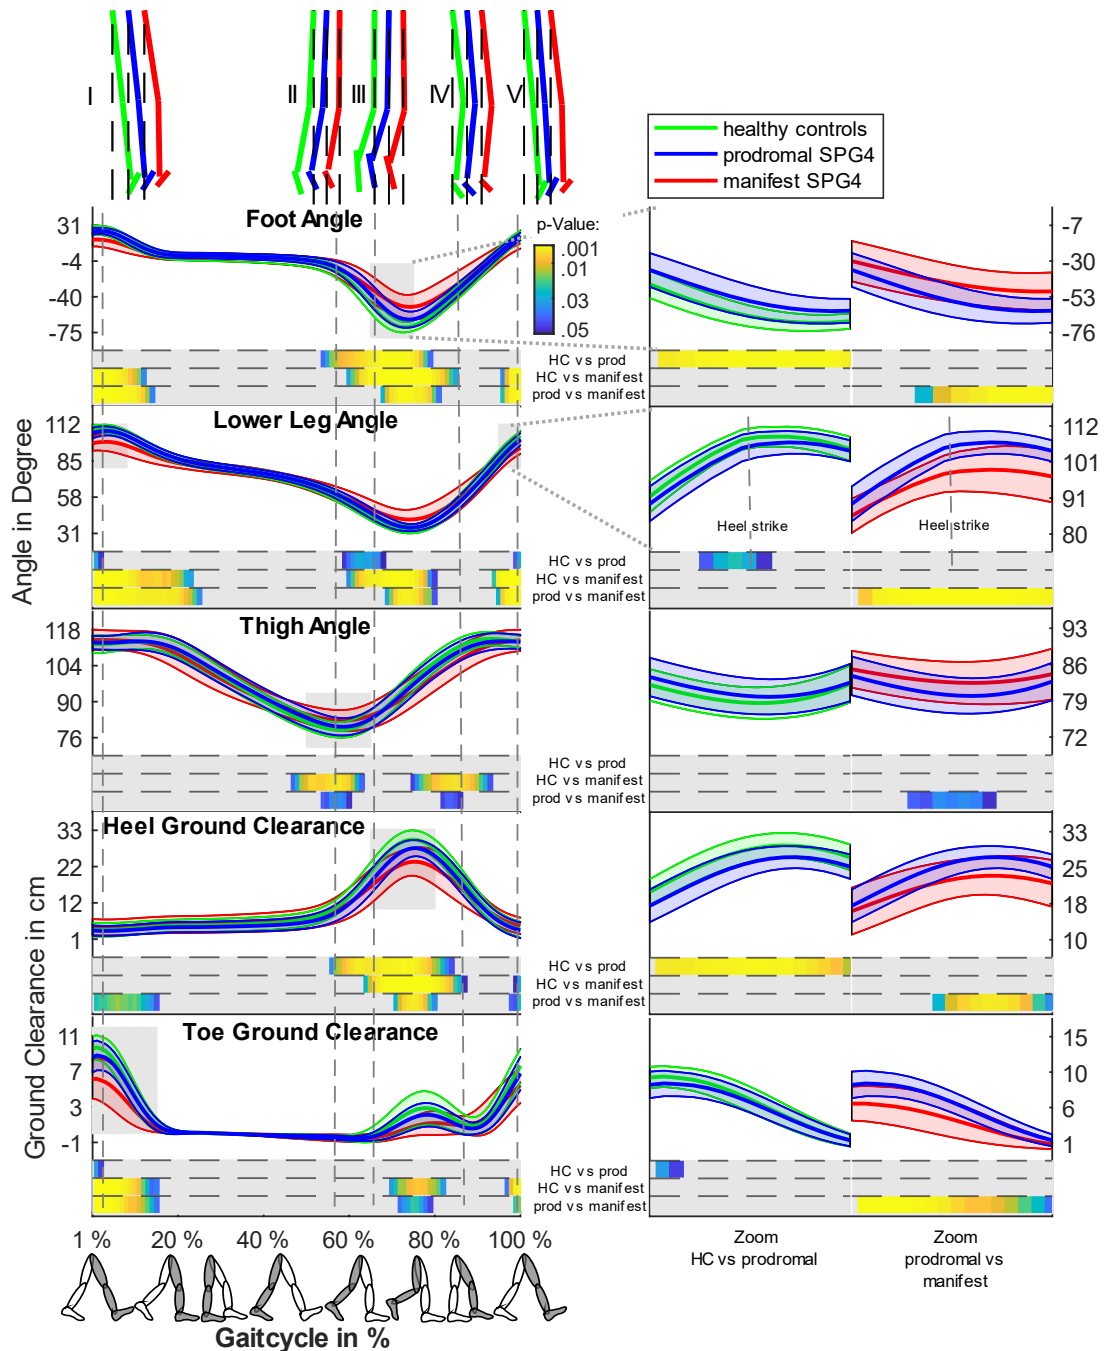 I
II
III
IV
V
healthy controls
prodromal SPG4
manifest SPG4
Foot Angle
p-Value:
.001
.01
.03
.05
31
-4
-40
-75
HC vs prod
HC vs manifest
prod vs manifest
-7
-30
-53
-76
Lower Leg Angle
112
85
58
31
HC vs prod
HC vs manifest
prod vs manifest
Heel strike
Heel strike
112
101
91
80
Angle in Degree
Thigh Angle
118
104
90
76
HC vs prod
HC vs manifest
prod vs manifest
93
86
79
72
Heel Ground Clearance
33
22
12
1
HC vs prod
HC vs manifest
prod vs manifest
33
25
18
10
Ground Clearance in cm
Toe Ground Clearance
11
7
3
-1
HC vs prod
HC vs manifest
prod vs manifest
15
10
6
1
1 %
20 %
40 %
60 %
80 %
100 %
Gaitcycle in %
Zoom
HC vs prodromal
Zoom
prodromal vs
manifest